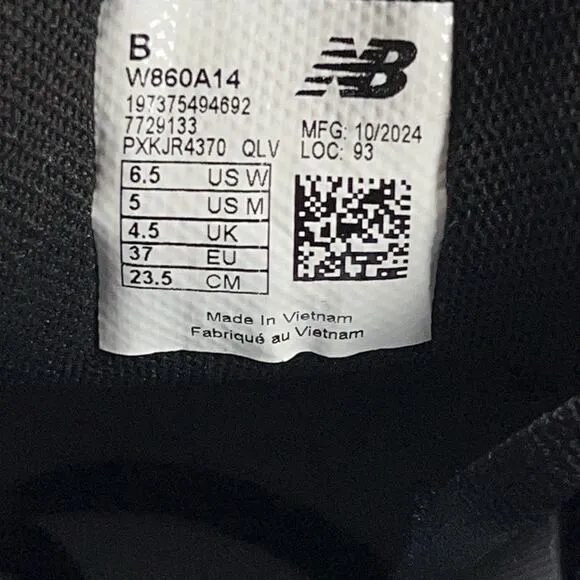 B
W860A14
197375494692
7729133
PXKJR4370 QLV
6.5 US W
5 US M
4.5 UK
37 EU
23.5 CM
NB
MFG: 10/2024
LOC: 93
Made In Vietnam
Fabriqué au Vietnam